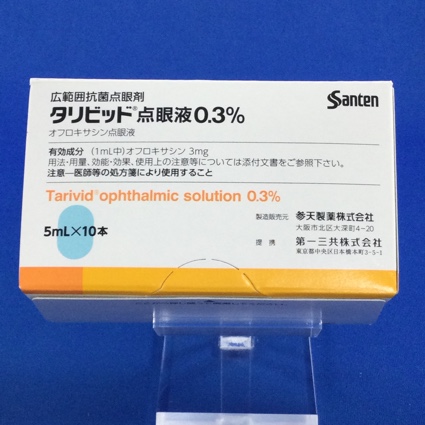 広範囲抗菌点眼剤
タリビッド®点眼液0.3%
オフロキサシン点眼液
Santen
有効成分 (1mL中)オフロキサシン 3mg
用法・用量、効能・効果、使用上の注意等については添付文書をご参照下さい。
注意―医師等の処方箋により使用すること
Tarivid® ophthalmic solution 0.3%
5mL×10本
製造販売元 参天製薬株式会社
大阪市北区大深町4-20
提携 第一三共株式会社
東京都中央区日本橋本町3-5-1